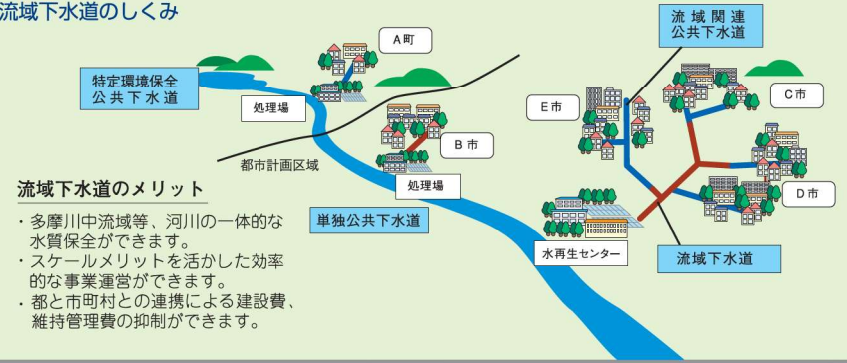 流域下水道のしくみ
特定環境保全
公共下水道
A町
処理場
都市計画区域
B市
処理場
単独公共下水道
流域関連
公共下水道
E市
C市
D市
水再生センター
流域下水道
流域下水道のメリット
・多摩川中流域等、河川の一体的な
水質保全ができます。
・スケールメリットを活かした効率
的な事業運営ができます。
・都と市町村との連携による建設費、
維持管理費の抑制ができます。